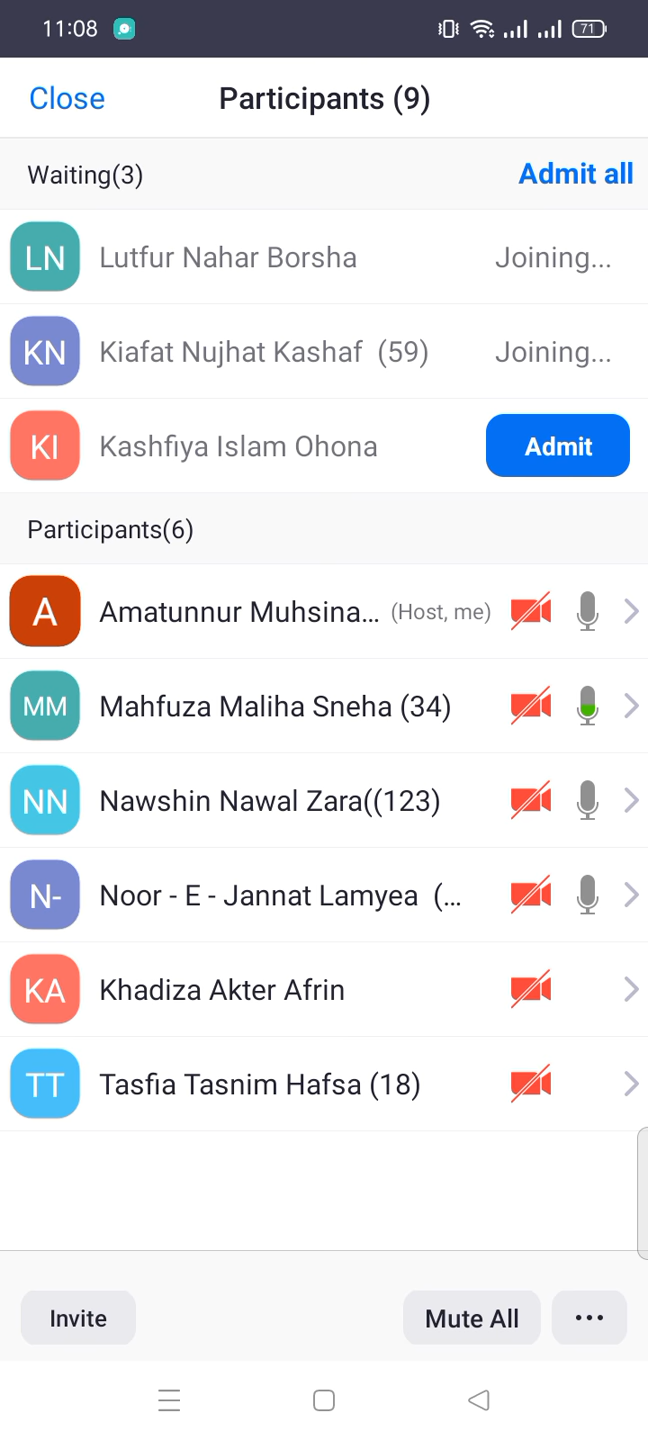 11:08 71
Close Participants (9)
Waiting(3) Admit all
LN Lutfur Nahar Borsha Joining...
KN Kiafat Nujhat Kashaf (59) Joining...
KI Kashfiya Islam Ohona Admit
Participants(6)
A Amatunnur Muhsina... (Host, me)
MM Mahfuza Maliha Sneha (34)
NN Nawshin Nawal Zara((123)
N- Noor - E - Jannat Lamyea (...
KA Khadiza Akter Afrin
TT Tasfia Tasnim Hafsa (18)
Invite Mute All ...